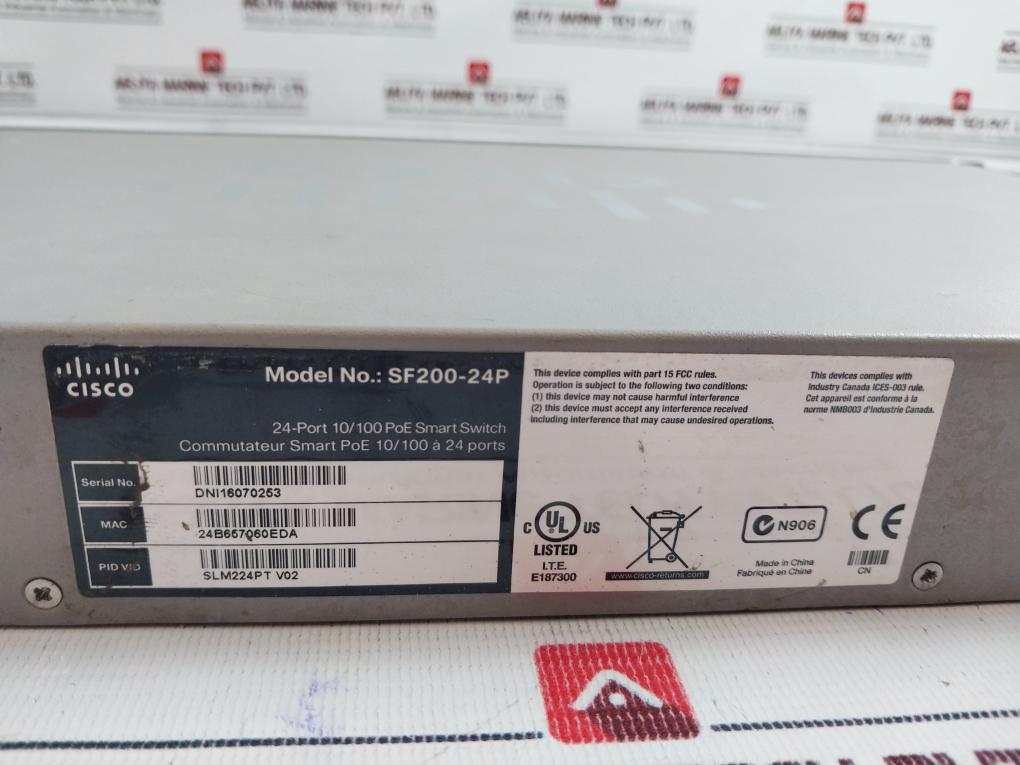 CISCO
Model No.: SF200-24P
24-Port 10/100 PoE Smart Switch
Commutateur Smart PoE 10/100 à 24 ports
Serial No.
DNI16070253
MAC
24B657060EDA
PID VID
SLM224PT V02
This device complies with part 15 FCC rules.
Operation is subject to the following two conditions:
(1) this device may not cause harmful interference
(2) this device must accept any interference received
including interference that may cause undesired operations.
This devices complies with
Industry Canada ICES-003 rule.
Cet appareil est conforme à la
norme NMB003 d'Industrie Canada.
C UL US
LISTED
I.T.E.
E187300
www.cisco-returns.com
N906
Made in China
Fabriqué en Chine
CE
CN